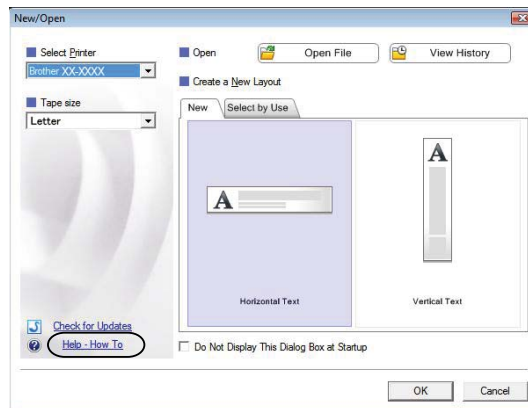 New/Open
Select Printer
Brother XX-XXXX
Tape size
Letter
Check for Updates
Help - How To
Open
Open File
View History
Create a New Layout
New
Select by Use
A
Horizontal Text
A
Vertical Text
Do Not Display This Dialog Box at Startup
OK
Cancel